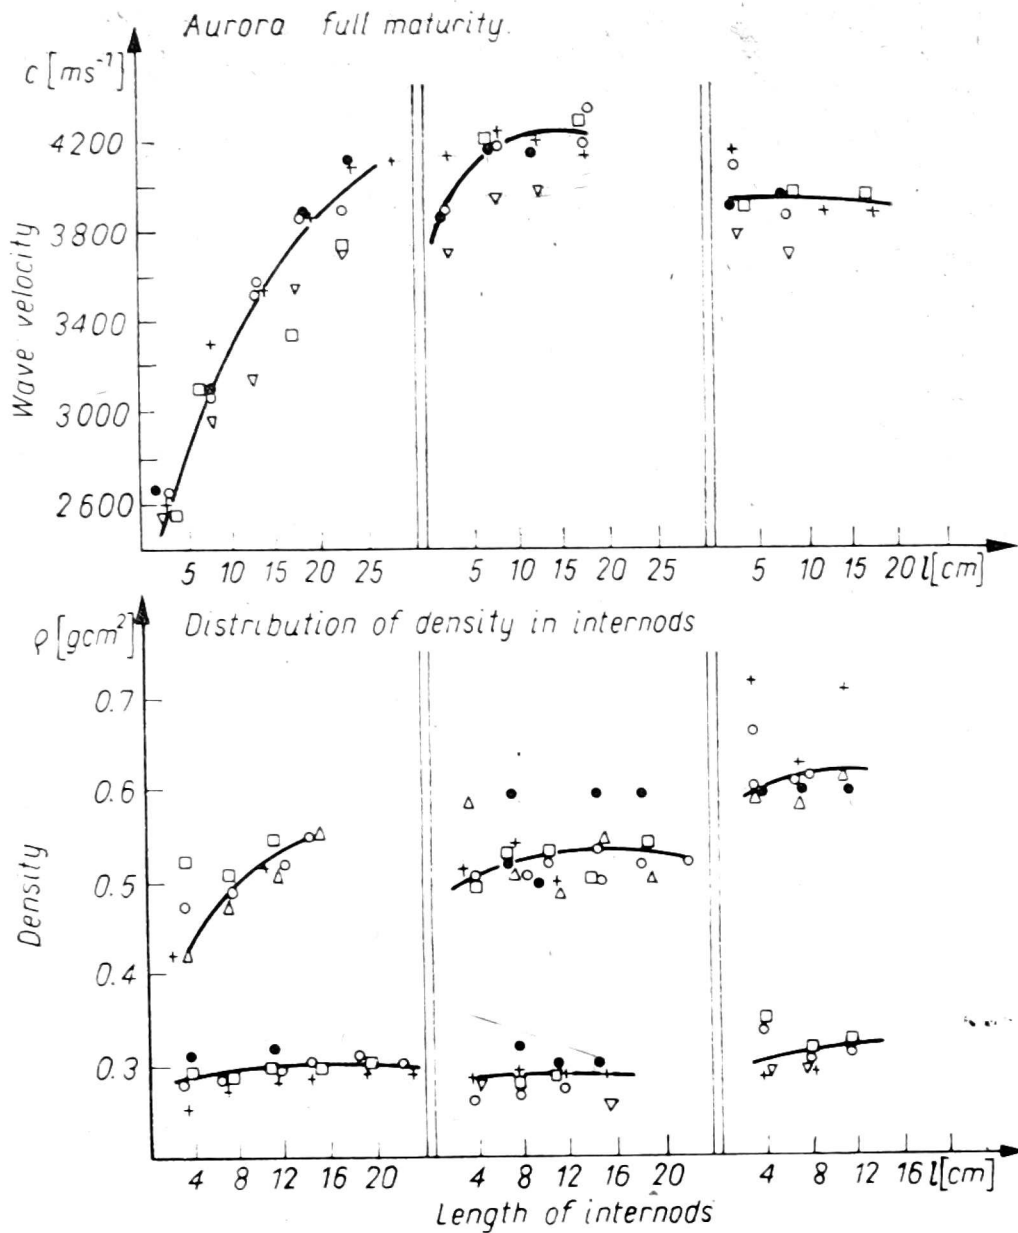 Aurora full maturity.
c [ms⁻¹]
4200
3800
3400
3000
2600
Wave velocity
5 10 15 20 25 5 10 15 20 25 5 10 15 20 l[cm]
ρ [gcm²]
Distribution of density in internods
0.7
0.6
0.5
0.4
0.3
Density
4 8 12 16 20 4 8 12 16 20 4 8 12 16 l[cm]
Length of internods